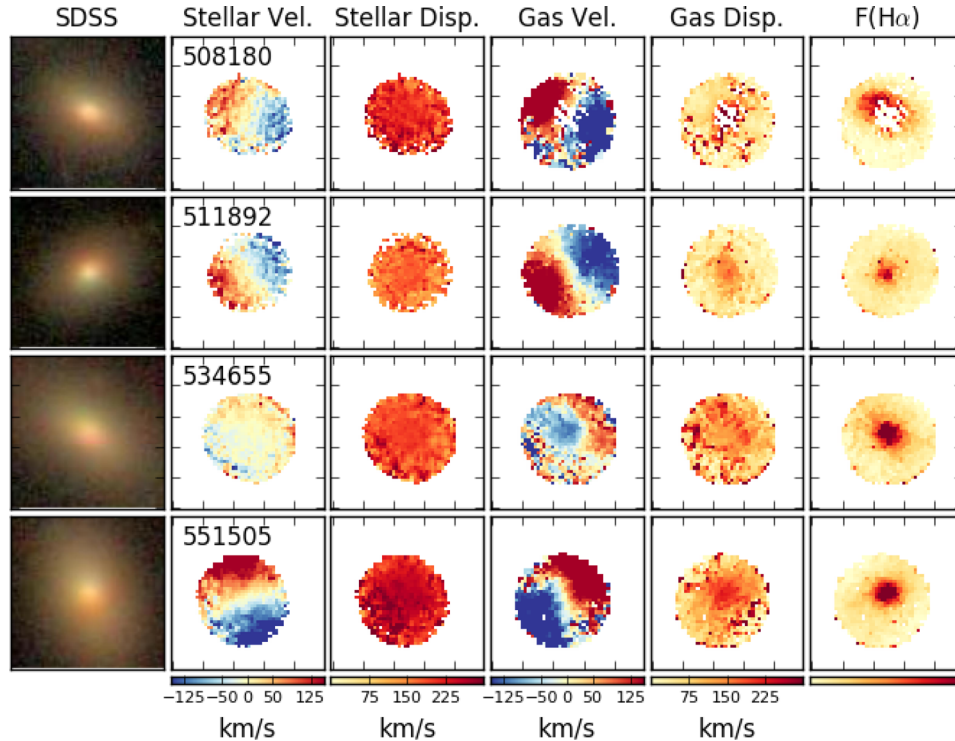 SDSS Stellar Vel. Stellar Disp. Gas Vel. Gas Disp. F(Hα)
508180
511892
534655
551505
−125 −50 0 50 125 75 150 225 −125 −50 0 50 125 75 150 225
km/s km/s km/s km/s